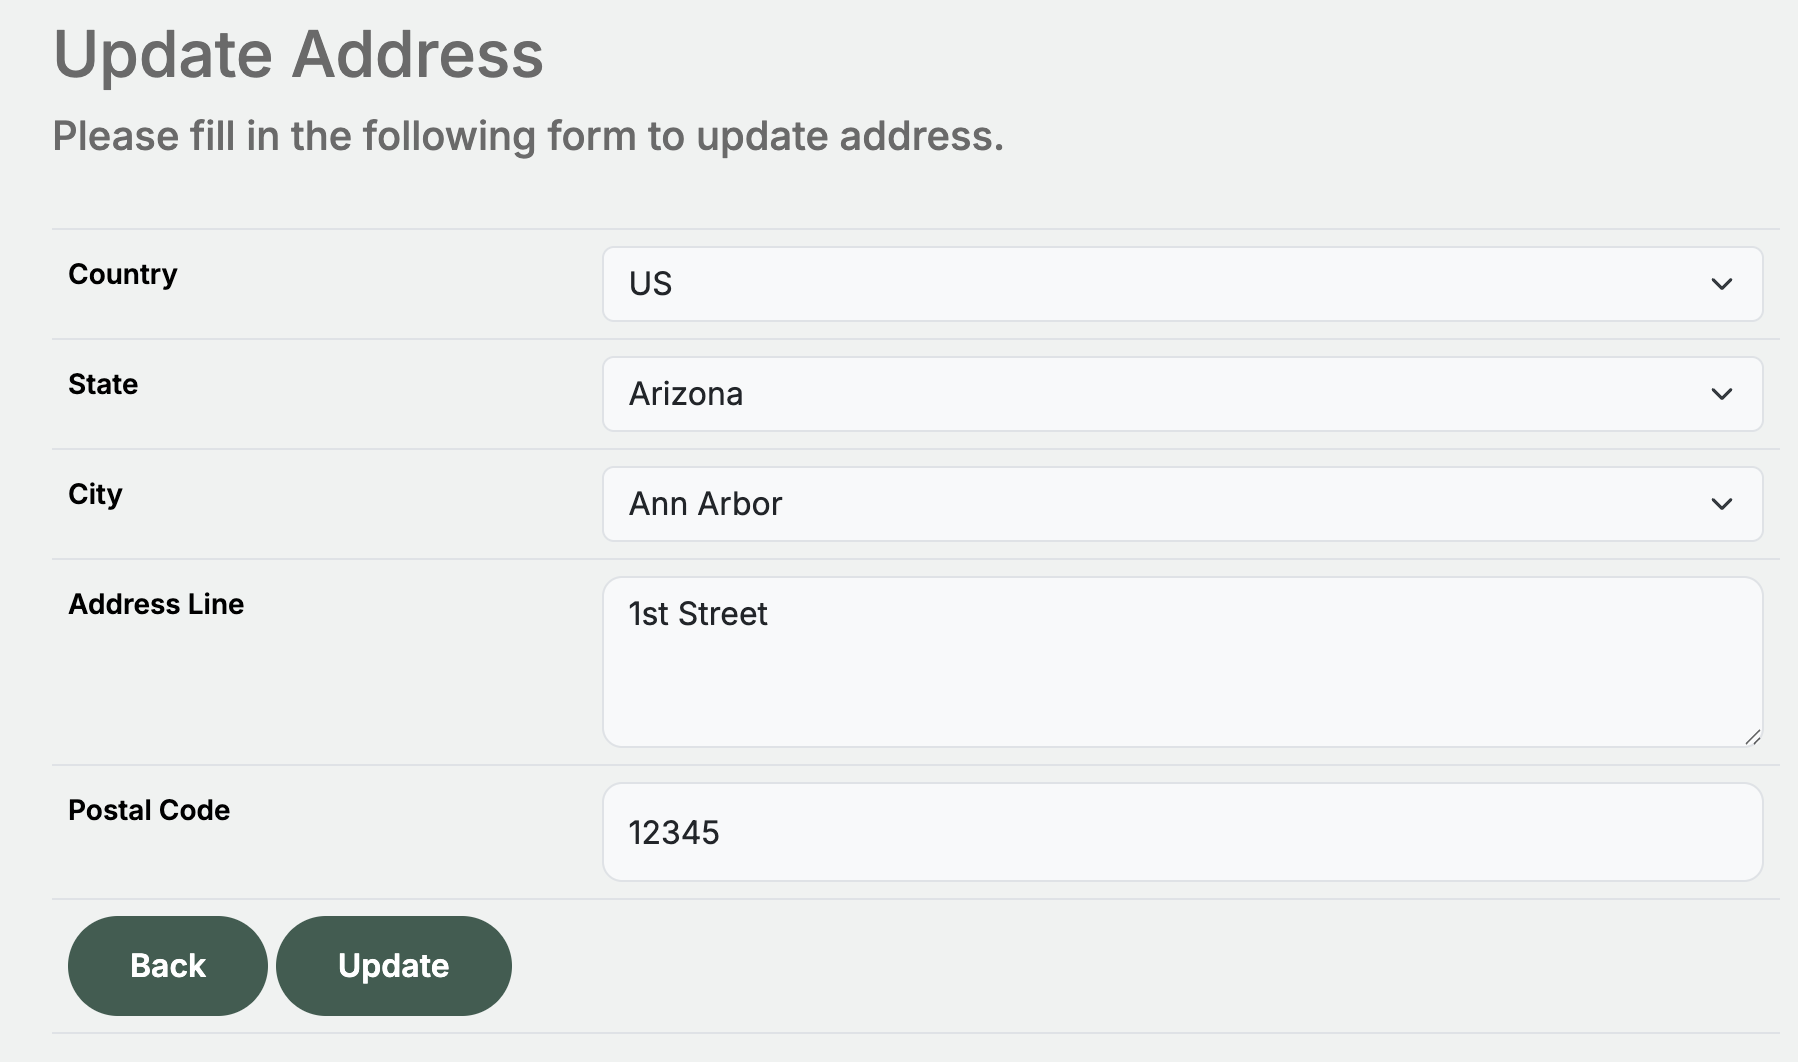 Update Address
Please fill in the following form to update address.
Country
US
State
Arizona
City
Ann Arbor
Address Line
1st Street
Postal Code
12345
Back Update